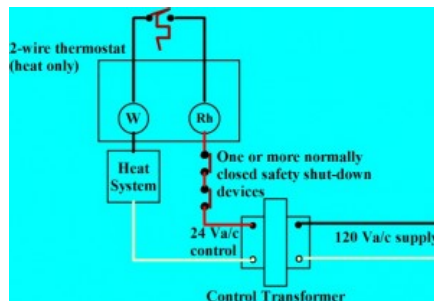 2-wire thermostat
(heat only)
W
Rh
Heat
System
One or more normally
closed safety shut-down
devices
24 Va/c
control
120 Va/c supply
Control Transformer